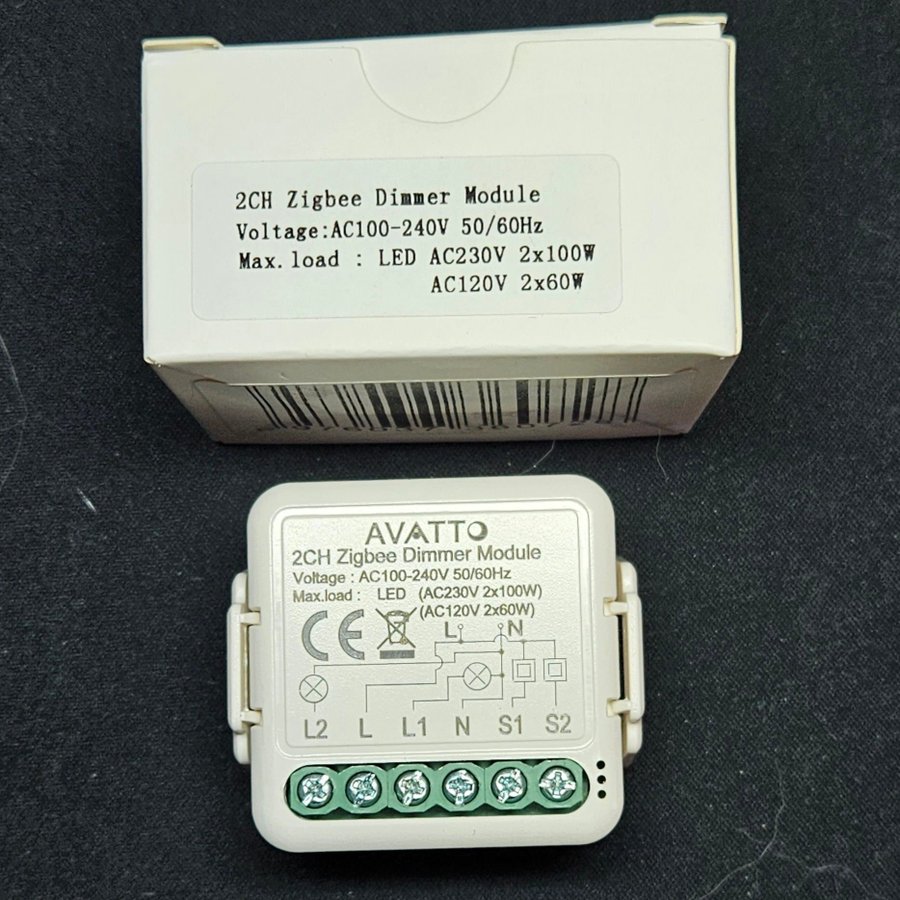 2CH Zigbee Dimmer Module
Voltage:AC100-240V 50/60Hz
Max.load : LED AC230V 2x100W
AC120V 2x60W
AVATTO
2CH Zigbee Dimmer Module
Voltage : AC100-240V 50/60Hz
Max.load : LED (AC230V 2x100W)
(AC120V 2x60W)
CE
L N
L2 L L1 N S1 S2